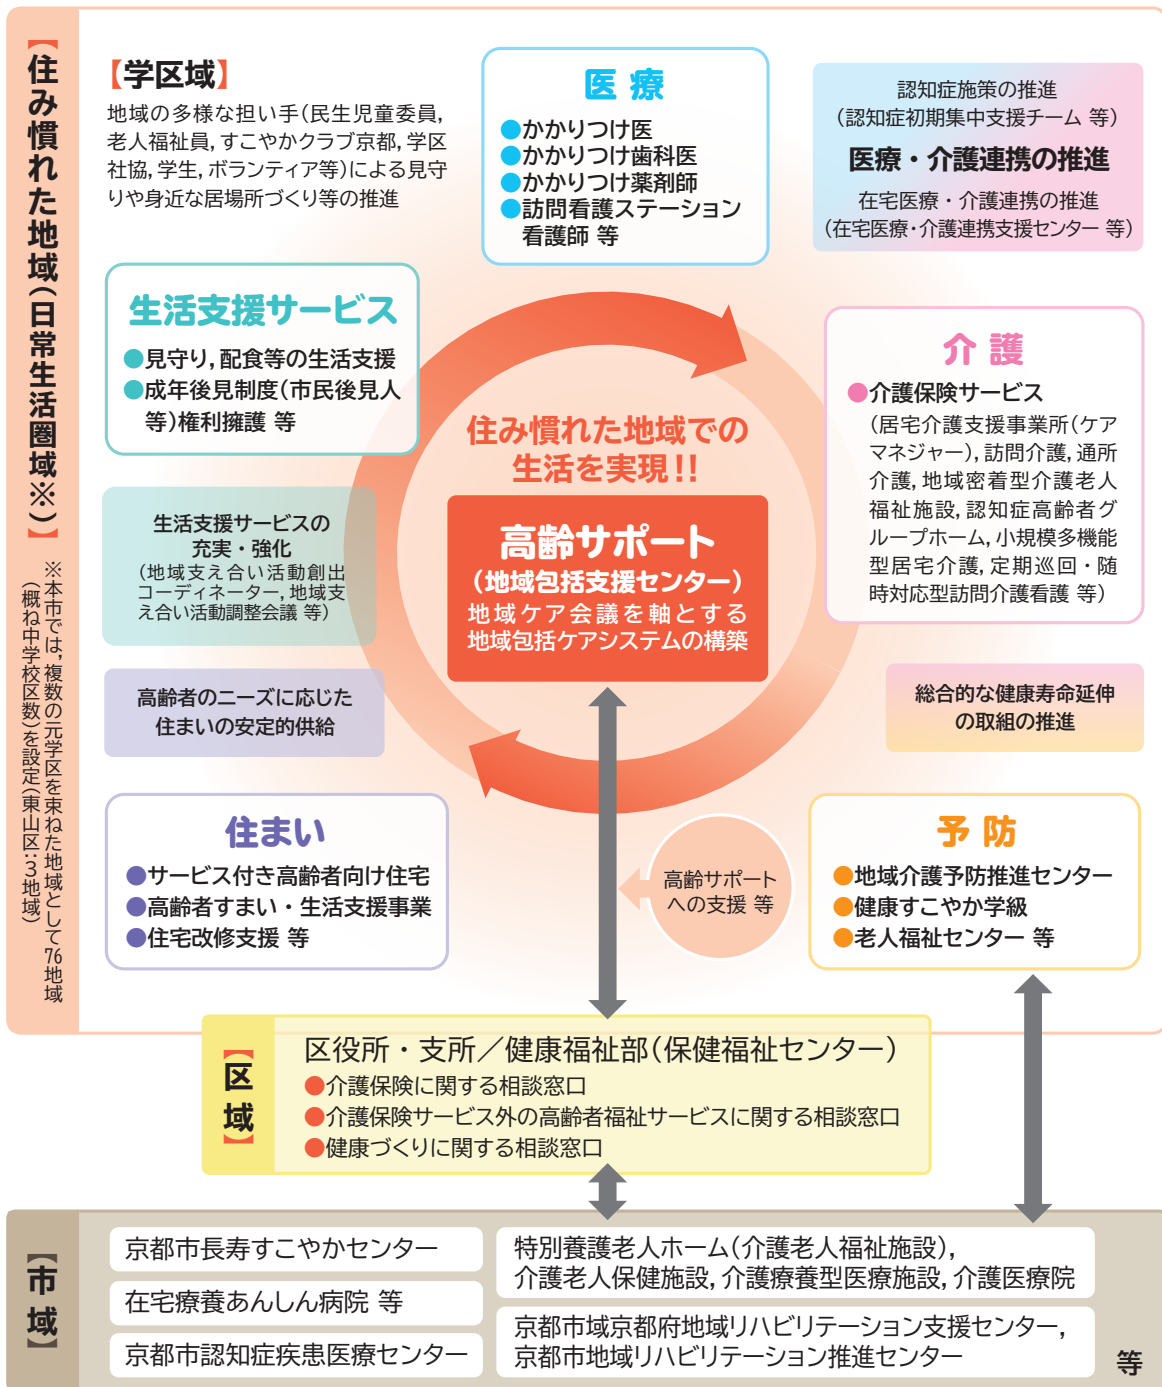 【住み慣れた地域(日常生活圏域※)】
※本市では,複数の元学区を束ねた地域として76地域
(概ね中学校区数)を設定(東山区:3地域)
【学区域】
地域の多様な担い手(民生児童委員,
老人福祉員,すこやかクラブ京都,学区
社協,学生,ボランティア等)による見守
りや身近な居場所づくり等の推進
医 療
●かかりつけ医
●かかりつけ歯科医
●かかりつけ薬剤師
●訪問看護ステーション
看護師 等
認知症施策の推進
(認知症初期集中支援チーム 等)
医療・介護連携の推進
在宅医療・介護連携の推進
(在宅医療・介護連携支援センター 等)
生活支援サービス
●見守り,配食等の生活支援
●成年後見制度(市民後見人
等)権利擁護 等
介 護
●介護保険サービス
(居宅介護支援事業所(ケア
マネジャー),訪問介護,通所
介護,地域密着型介護老人
福祉施設,認知症高齢者グ
ループホーム,小規模多機能
型居宅介護,定期巡回・随
時対応型訪問介護看護 等)
住み慣れた地域での
生活を実現!!
高齢サポート
(地域包括支援センター)
地域ケア会議を軸とする
地域包括ケアシステムの構築
生活支援サービスの
充実・強化
(地域支え合い活動創出
コーディネーター,地域支
え合い活動調整会議 等)
高齢者のニーズに応じた
住まいの安定的供給
総合的な健康寿命延伸
の取組の推進
住まい
●サービス付き高齢者向け住宅
●高齢者すまい・生活支援事業
●住宅改修支援 等
高齢サポート
への支援 等
予 防
●地域介護予防推進センター
●健康すこやか学級
●老人福祉センター 等
【区域】
区役所・支所/健康福祉部(保健福祉センター)
●介護保険に関する相談窓口
●介護保険サービス外の高齢者福祉サービスに関する相談窓口
●健康づくりに関する相談窓口
【市域】
京都市長寿すこやかセンター
在宅療養あんしん病院 等
京都市認知症疾患医療センター
特別養護老人ホーム(介護老人福祉施設),
介護老人保健施設,介護療養型医療施設,介護医療院
京都市域京都府地域リハビリテーション支援センター,
京都市地域リハビリテーション推進センター
等